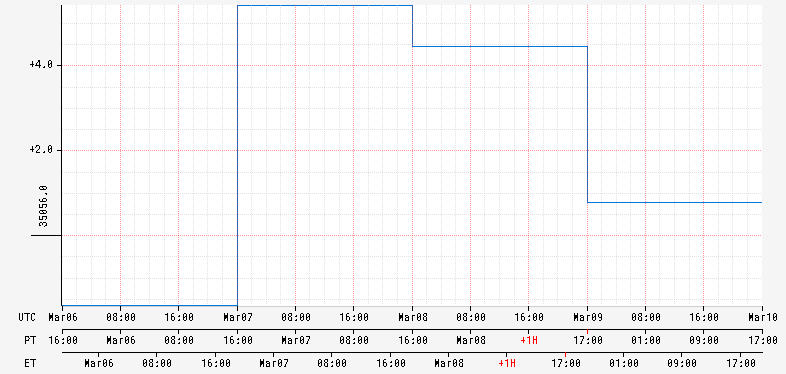 +4.0
+2.0
35056.0
UTC Mar06 08:00 16:00 Mar07 08:00 16:00 Mar08 08:00 16:00 Mar09 08:00 16:00 Mar10
PT 16:00 Mar06 08:00 16:00 Mar07 08:00 16:00 Mar08 +1H 17:00 01:00 09:00 17:00
ET Mar06 08:00 16:00 Mar07 08:00 16:00 Mar08 +1H 17:00 01:00 09:00 17:00